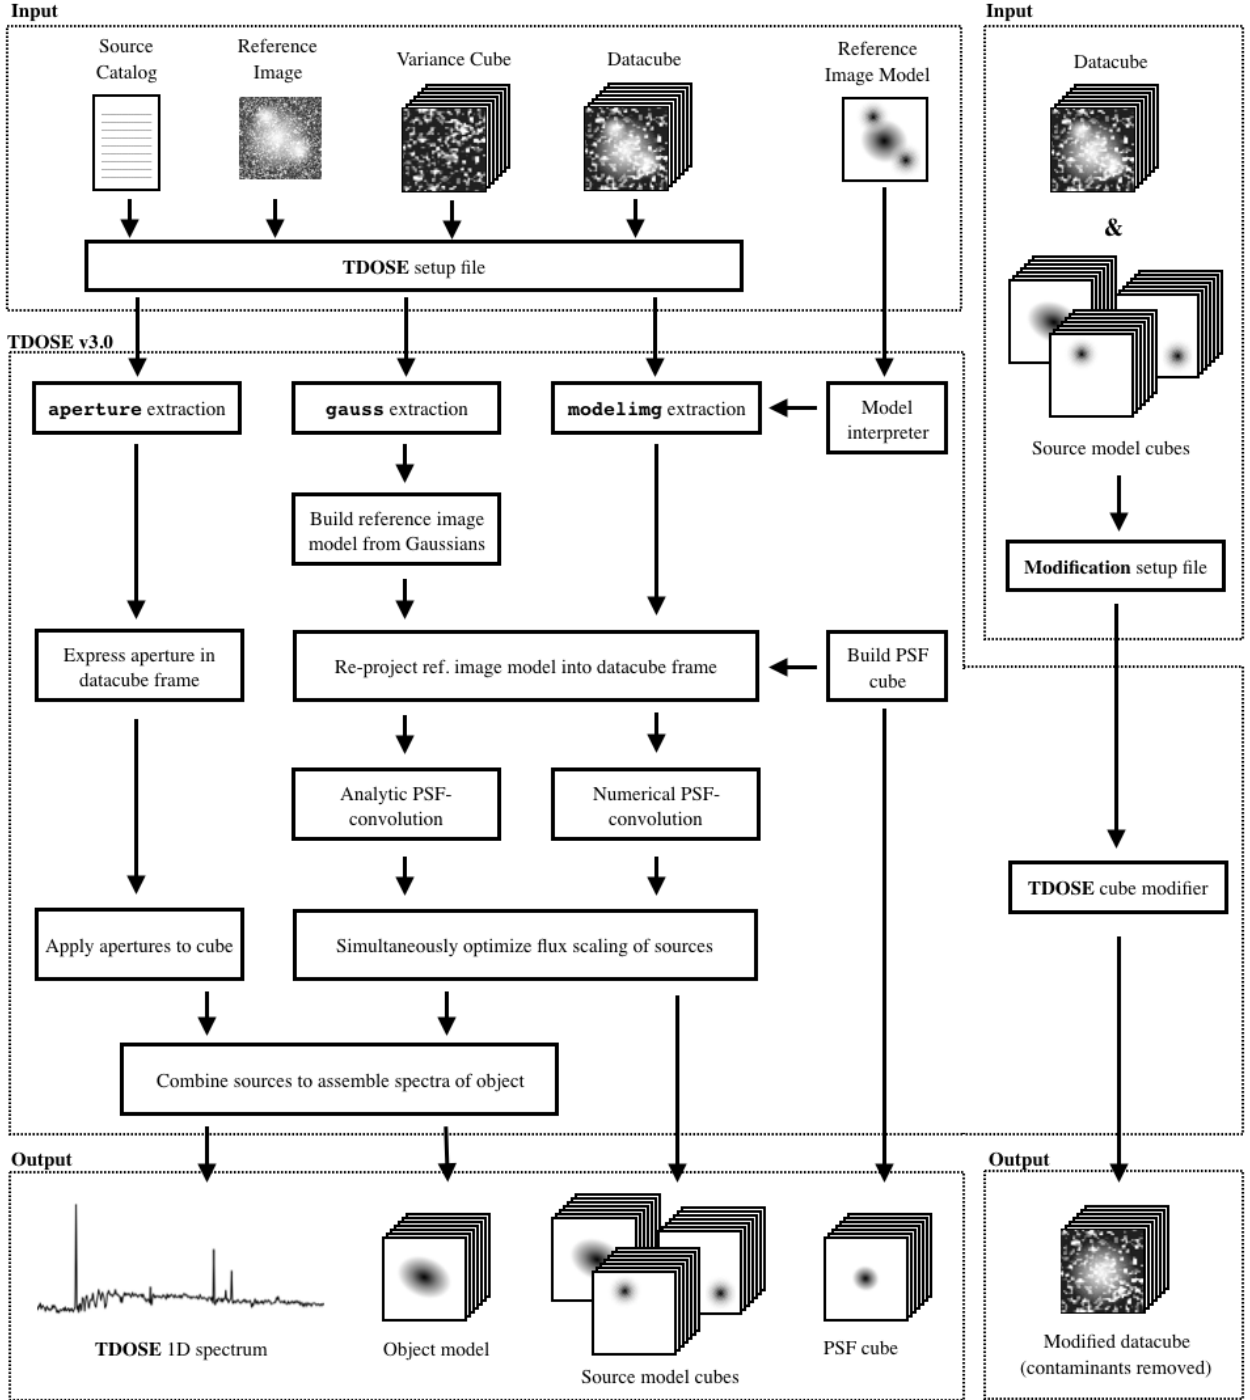 Input
Source
Catalog
Reference
Image
Variance Cube
Datacube
Reference
Image Model
TDOSE setup file
TDOSE v3.0
aperture extraction
gauss extraction
modelimg extraction
Model
interpreter
Build reference image
model from Gaussians
Express aperture in
datacube frame
Re-project ref. image model into datacube frame
Build PSF
cube
Analytic PSF-
convolution
Numerical PSF-
convolution
Apply apertures to cube
Simultaneously optimize flux scaling of sources
Combine sources to assemble spectra of object
Output
TDOSE 1D spectrum
Object model
Source model cubes
PSF cube
Input
Datacube
&
Source model cubes
Modification setup file
TDOSE cube modifier
Output
Modified datacube
(contaminants removed)